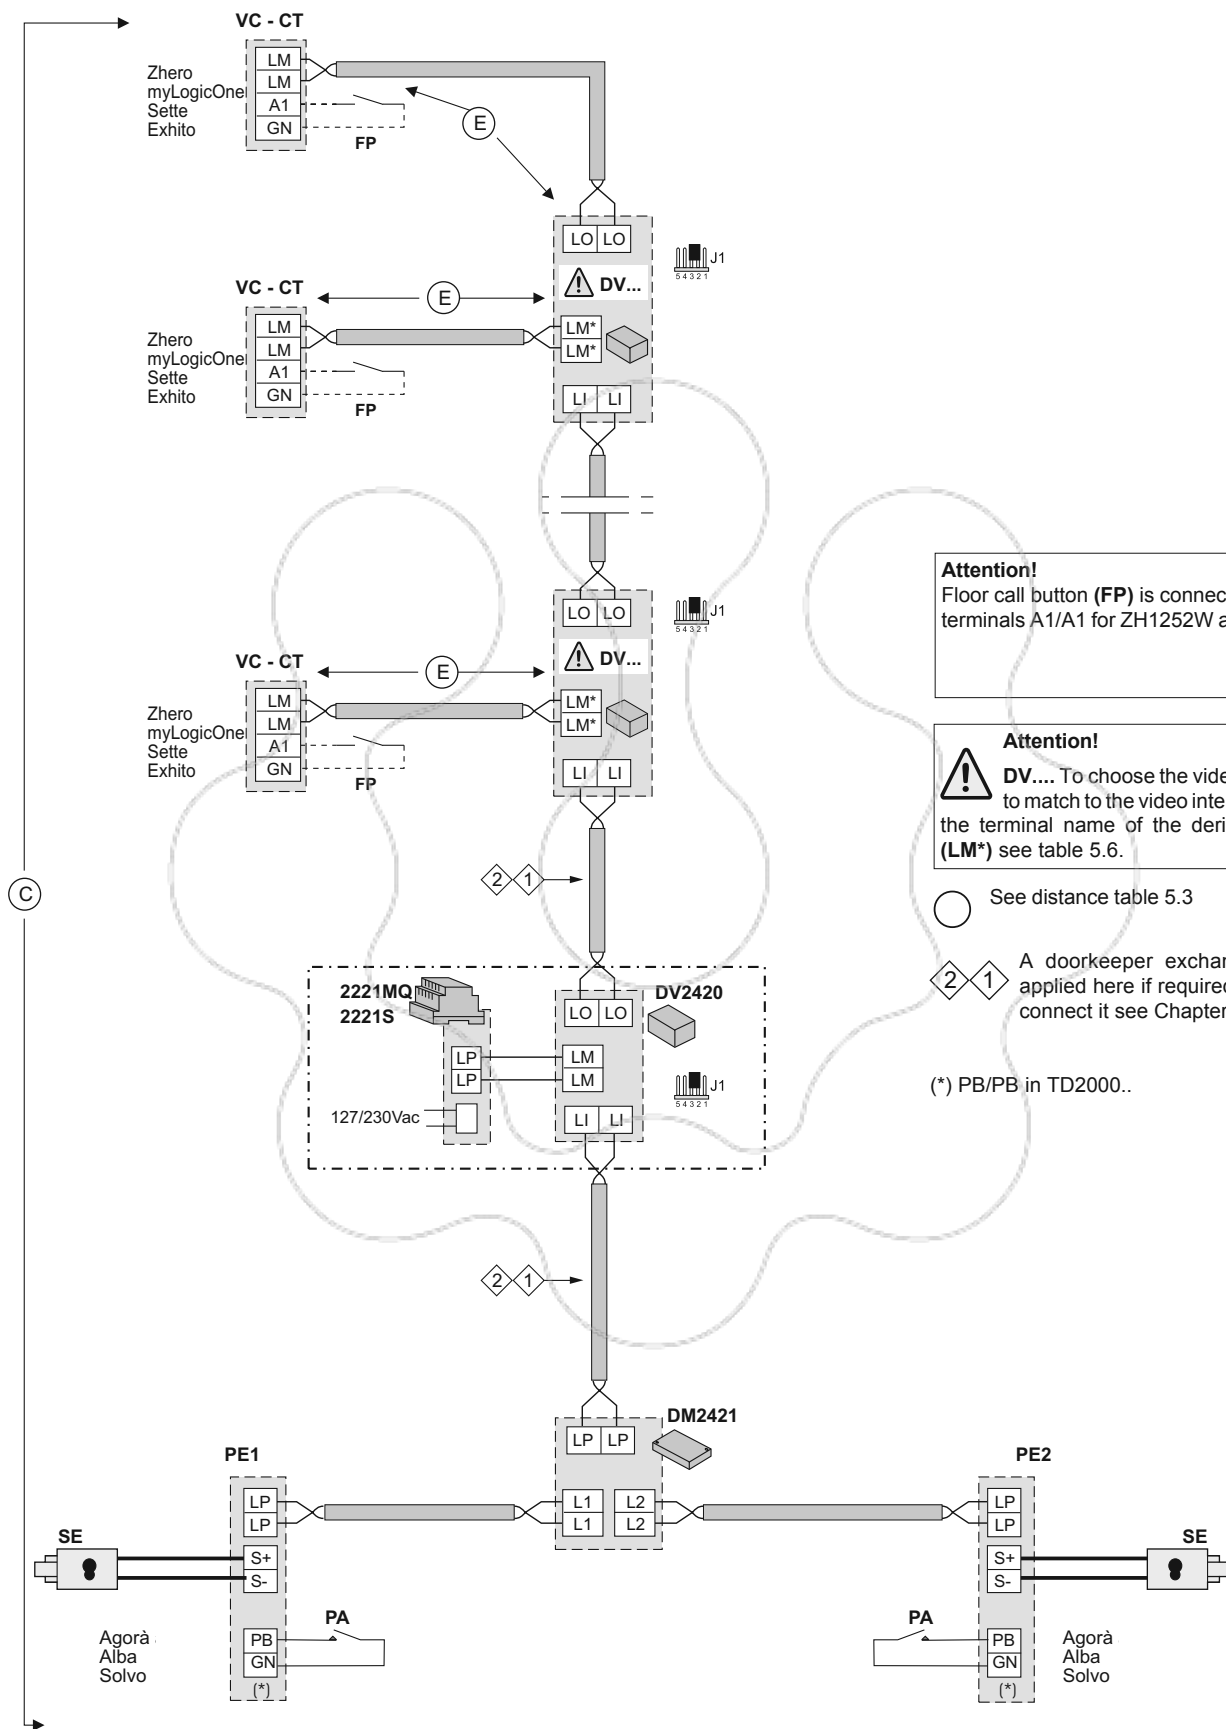 VC - CT
Zhero
myLogicOne
Sette
Exhito
LM
LM
A1
GN
FP
E
LO LO
DV...
J1
5 4 3 2 1
LM*
LM*
LI LI
VC - CT
Zhero
myLogicOne
Sette
Exhito
LM
LM
A1
GN
FP
E
LO LO
DV...
J1
5 4 3 2 1
LM*
LM*
LI LI
VC - CT
Zhero
myLogicOne
Sette
Exhito
LM
LM
A1
GN
FP
E
C
Attention!
Floor call button (FP) is connec
terminals A1/A1 for ZH1252W a
Attention!
DV.... To choose the vide
to match to the video inte
the terminal name of the deri
(LM*) see table 5.6.
See distance table 5.3
2 1
A doorkeeper exchan
applied here if required
connect it see Chapter
(*) PB/PB in TD2000..
2 1
2221MQ
2221S
LP
LP
127/230Vac
DV2420
LO LO
LM
LM
J1
5 4 3 2 1
LI LI
2 1
DM2421
LP LP
L1
L1
L2
L2
PE1
LP
LP
S+
S-
PB
GN
(*)
SE
PA
Agorà
Alba
Solvo
PE2
LP
LP
S+
S-
PB
GN
(*)
SE
PA
Agorà
Alba
Solvo